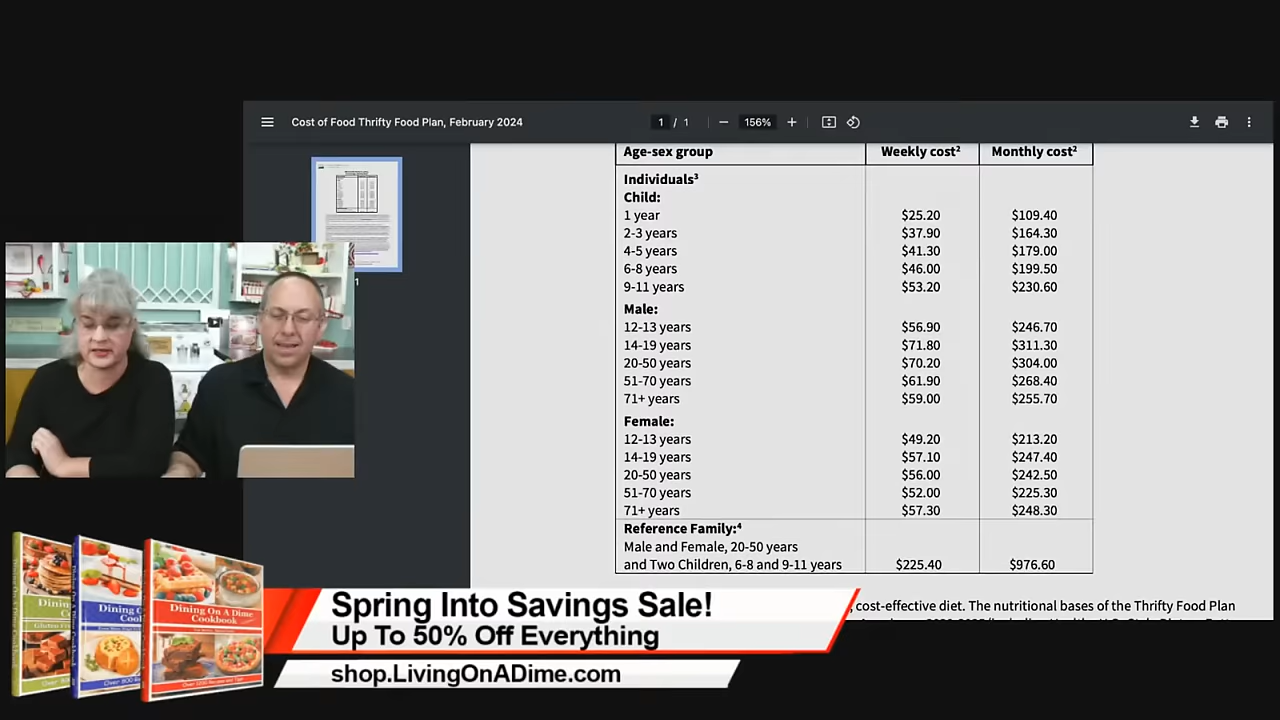 Cost of Food Thrifty Food Plan, February 2024
1 / 1
156%
Age-sex group Weekly cost² Monthly cost²
Individuals³
Child:
1 year $25.20 $109.40
2-3 years $37.90 $164.30
4-5 years $41.30 $179.00
6-8 years $46.00 $199.50
9-11 years $53.20 $230.60
1
Male:
12-13 years $56.90 $246.70
14-19 years $71.80 $311.30
20-50 years $70.20 $304.00
51-70 years $61.90 $268.40
71+ years $59.00 $255.70
Female:
12-13 years $49.20 $213.20
14-19 years $57.10 $247.40
20-50 years $56.00 $242.50
51-70 years $52.00 $225.30
71+ years $57.30 $248.30
Reference Family:⁴
Male and Female, 20-50 years
and Two Children, 6-8 and 9-11 years $225.40 $976.60
, cost-effective diet. The nutritional bases of the Thrifty Food Plan
Dining On A Dime
Cookbook
Spring Into Savings Sale!
Up To 50% Off Everything
shop.LivingOnADime.com